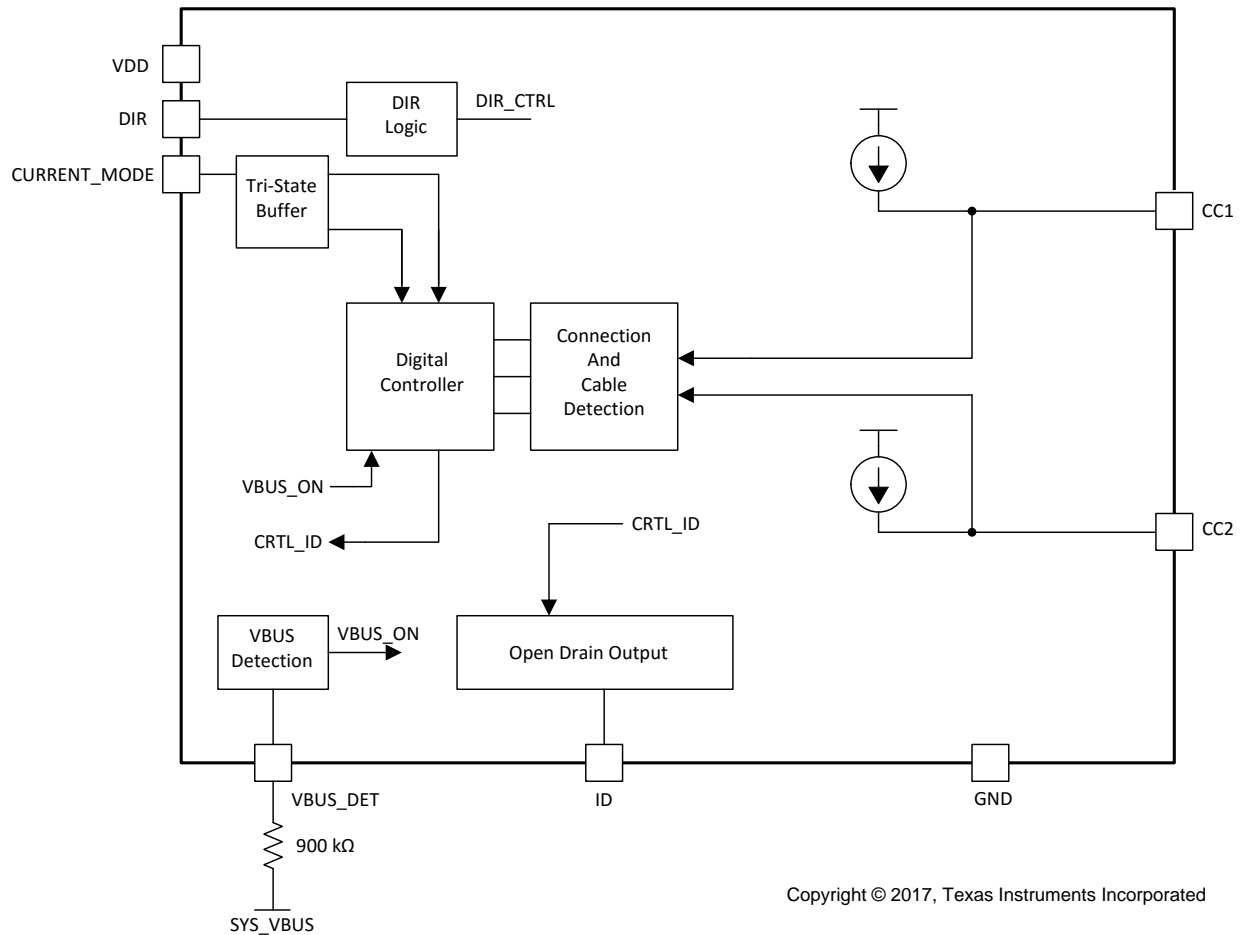 VDD
DIR
DIR
Logic
DIR_CTRL
CURRENT_MODE
Tri-State
Buffer
CC1
Digital
Controller
Connection
And
Cable
Detection
VBUS_ON
CRTL_ID
CRTL_ID
CC2
VBUS
Detection
VBUS_ON
Open Drain Output
VBUS_DET
ID
GND
900 kΩ
SYS_VBUS
Copyright © 2017, Texas Instruments Incorporated